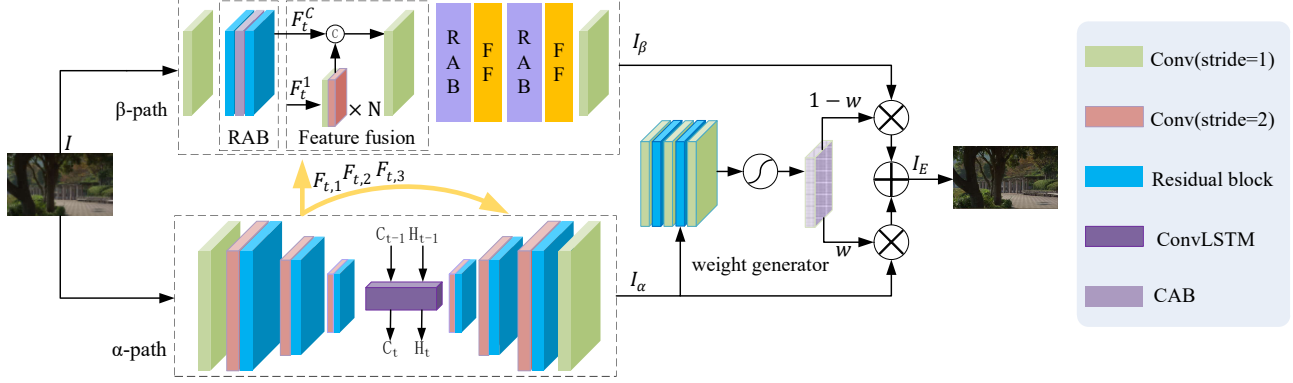 I
β-path
RAB
F_t^C
C
F_t^1
× N
Feature fusion
R A B
F F
R A B
F F
I_β
F_{t,1} F_{t,2} F_{t,3}
α-path
C_{t-1} H_{t-1}
C_t H_t
I_α
weight generator
1 − w
w
I_E
Conv(stride=1)
Conv(stride=2)
Residual block
ConvLSTM
CAB